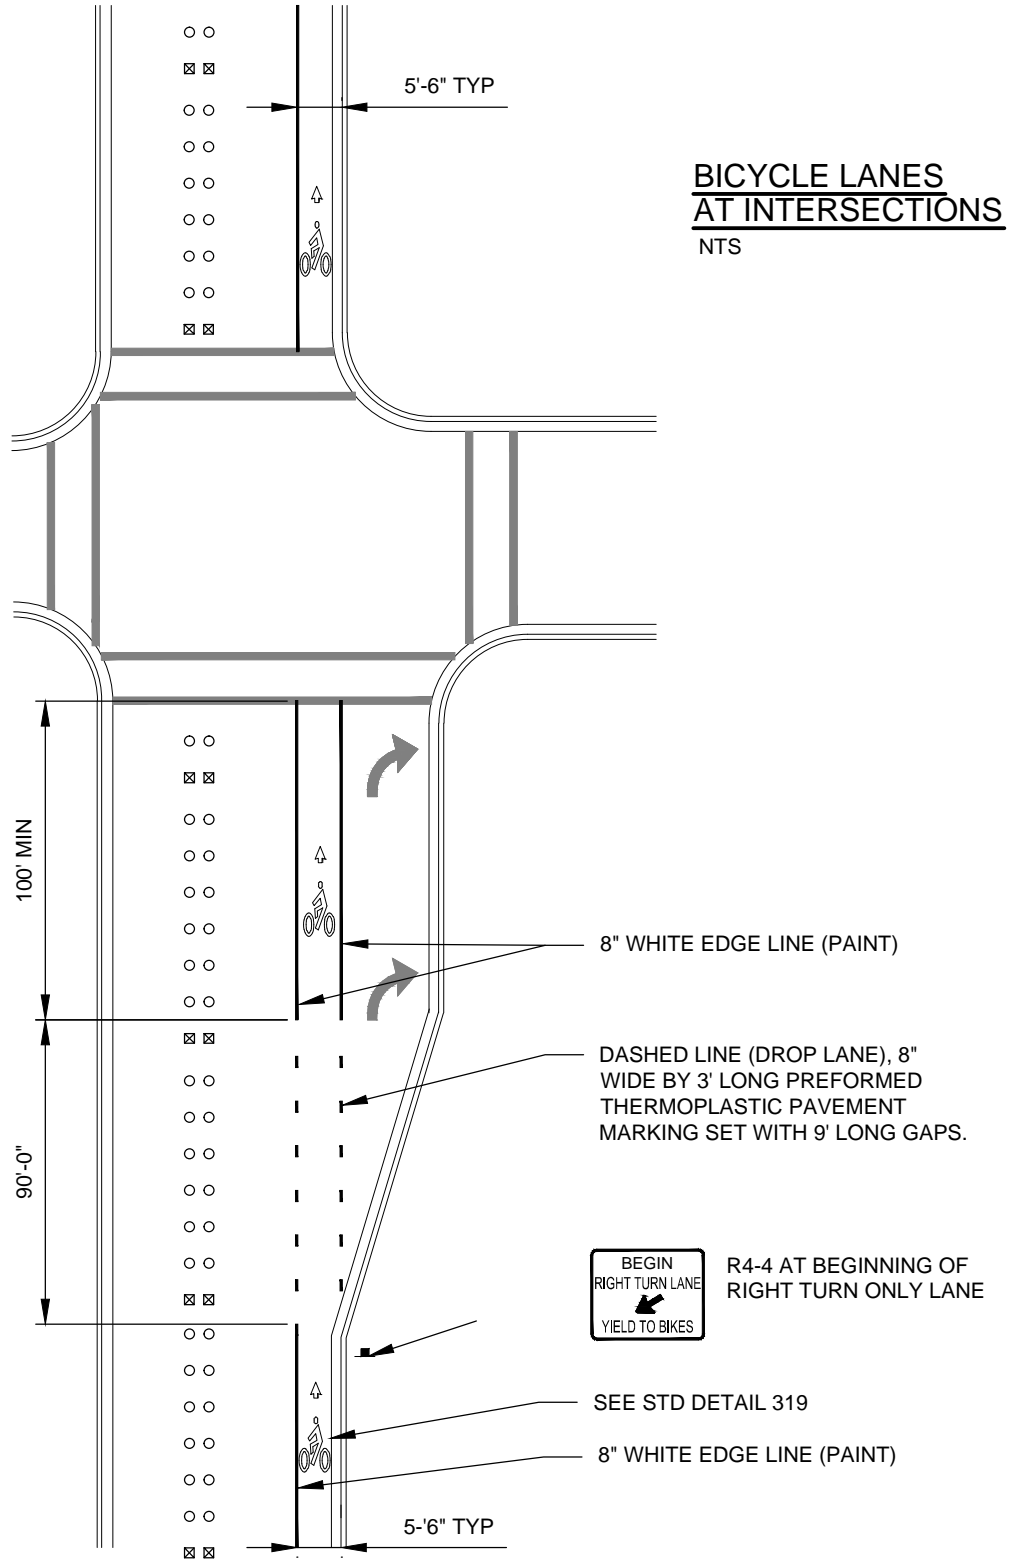 5'-6" TYP
BICYCLE LANES
AT INTERSECTIONS
NTS
100' MIN
8" WHITE EDGE LINE (PAINT)
DASHED LINE (DROP LANE), 8"
WIDE BY 3' LONG PREFORMED
THERMOPLASTIC PAVEMENT
MARKING SET WITH 9' LONG GAPS.
90'-0"
BEGIN
RIGHT TURN LANE
YIELD TO BIKES
R4-4 AT BEGINNING OF
RIGHT TURN ONLY LANE
SEE STD DETAIL 319
8" WHITE EDGE LINE (PAINT)
5-'6" TYP